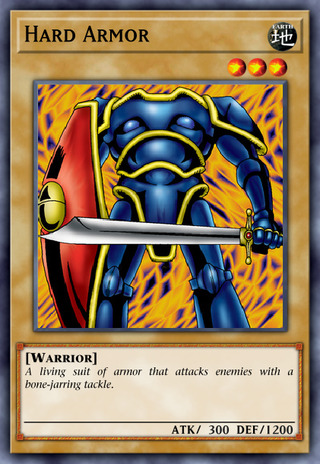 HARD ARMOR
EARTH
地
[WARRIOR]
A living suit of armor that attacks enemies with a
bone-jarring tackle.
ATK/ 300 DEF/1200